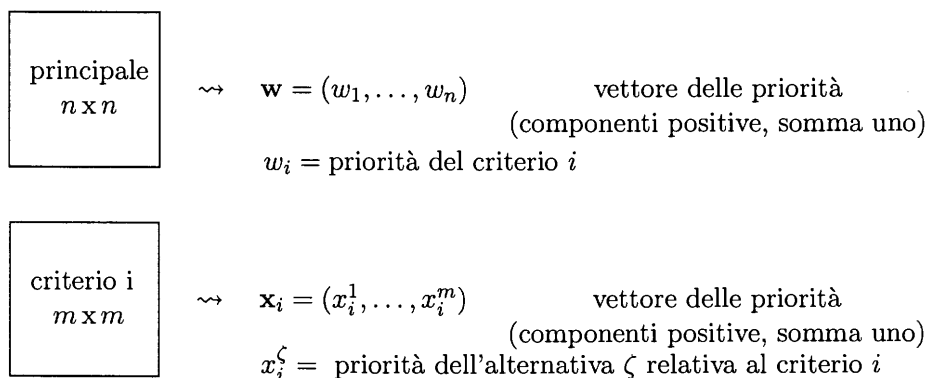 principale
n x n
⇝ w = (w₁, . . . , wₙ) vettore delle priorità
(componenti positive, somma uno)
wᵢ = priorità del criterio i
criterio i
m x m
⇝ xᵢ = (xᵢ¹, . . . , xᵢᵐ) vettore delle priorità
(componenti positive, somma uno)
xᵢ^ζ = priorità dell'alternativa ζ relativa al criterio i